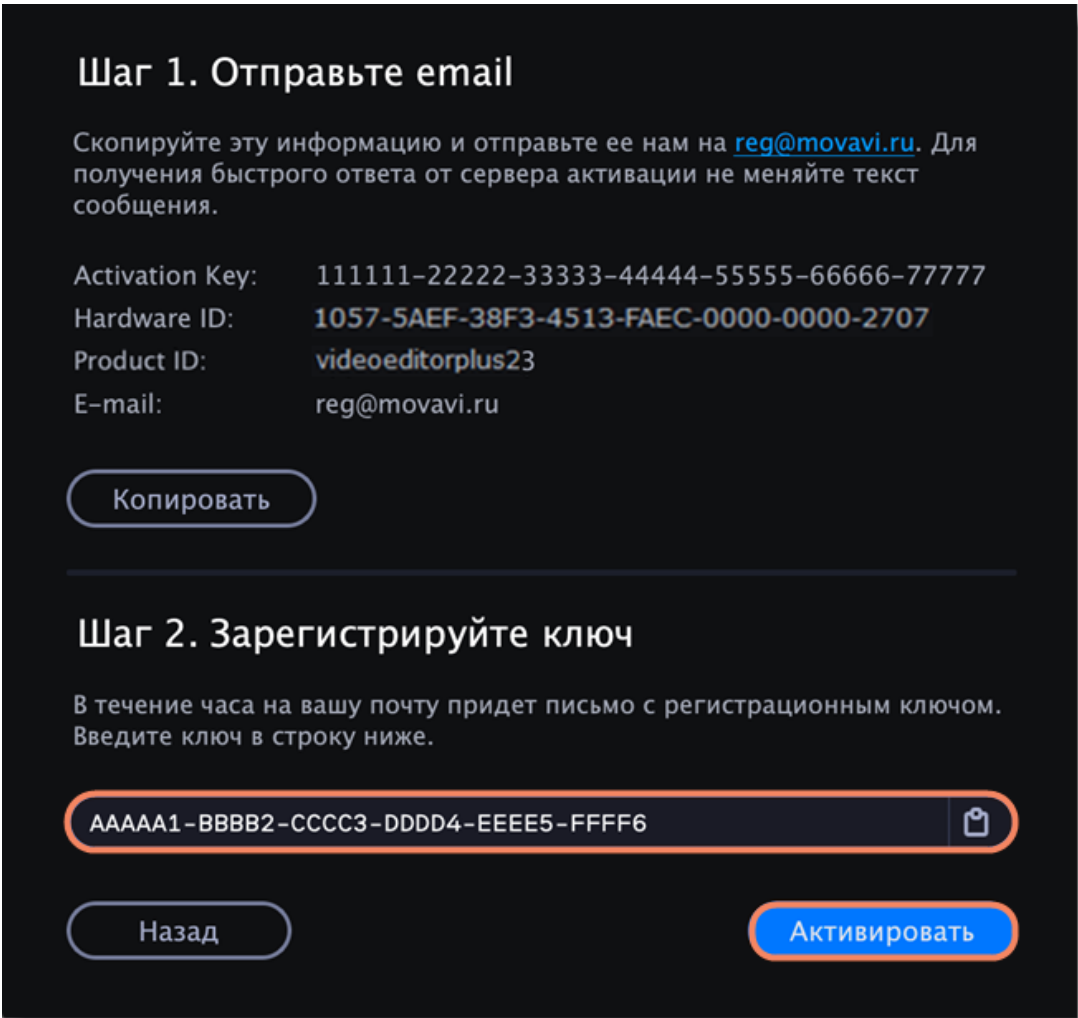 Шаг 1. Отправьте email
Скопируйте эту информацию и отправьте ее нам на reg@movavi.ru. Для
получения быстрого ответа от сервера активации не меняйте текст
сообщения.
Activation Key: 111111-22222-33333-44444-55555-66666-77777
Hardware ID: 1057-5AEF-38F3-4513-FAEC-0000-0000-2707
Product ID: videoeditorplus23
E-mail: reg@movavi.ru
Копировать
Шаг 2. Зарегистрируйте ключ
В течение часа на вашу почту придет письмо с регистрационным ключом.
Введите ключ в строку ниже.
AAAAA1-BBBB2-CCCC3-DDDD4-EEEE5-FFFF6
Назад Активировать